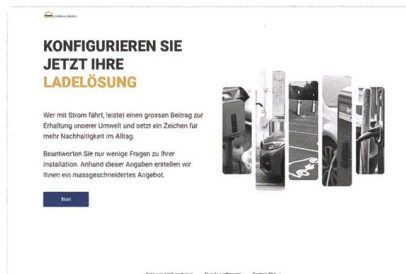 KONFIGURIEREN SIE
JETZT IHRE
LADELÖSUNG
Wer mit Strom fährt, leistet einen grossen Beitrag zur
Erhaltung unserer Umwelt und setzt ein Zeichen für
mehr Nachhaltigkeit im Alltag.
Beantworten Sie nur wenige Fragen zu Ihrer
Installation. Anhand dieser Angaben erstellen wir
Ihnen ein massgeschneidertes Angebot.
Start